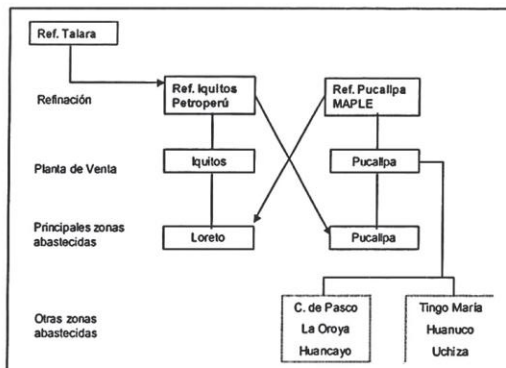 Ref. Talara
Refinación
Ref. Iquitos
Petroperú
Ref. Pucallpa
MAPLE
Planta de Venta
Iquitos
Pucallpa
Principales zonas
abastecidas
Loreto
Pucallpa
Otras zonas
abastecidas
C. de Pasco
La Oroya
Huancayo
Tingo María
Huanuco
Uchiza